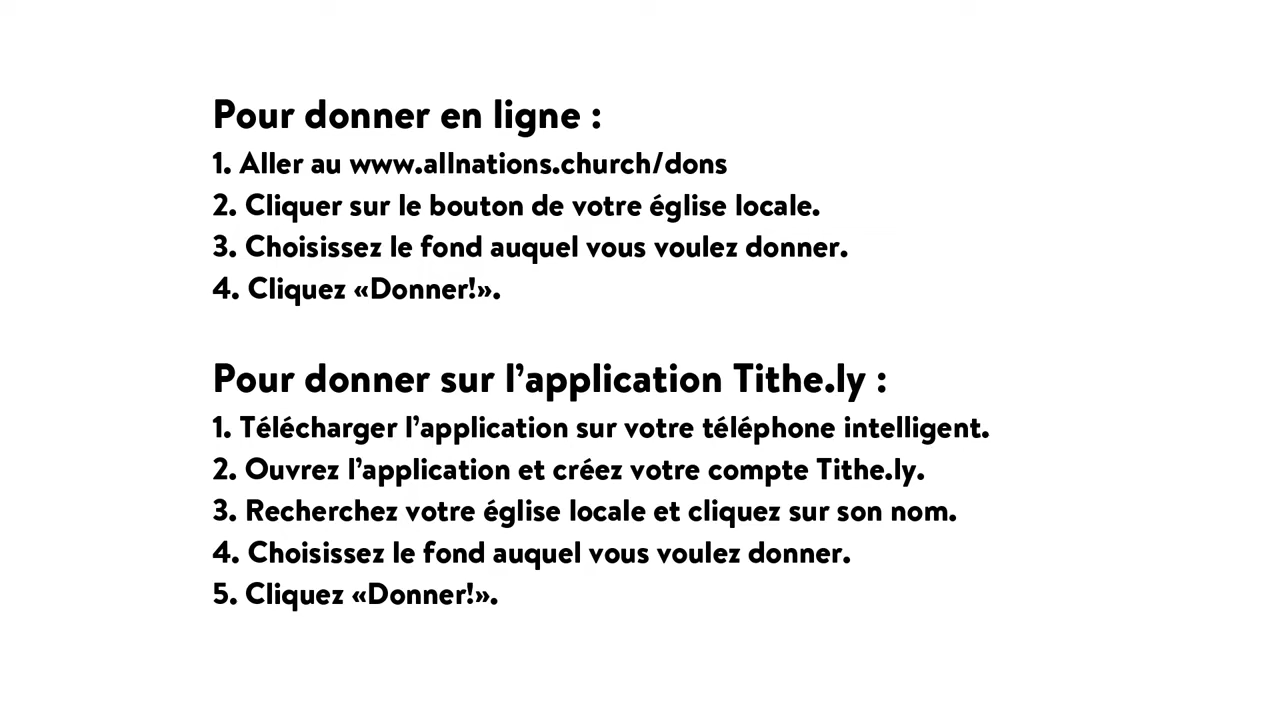 Pour donner en ligne :
1. Aller au www.allnations.church/dons
2. Cliquer sur le bouton de votre église locale.
3. Choisissez le fond auquel vous voulez donner.
4. Cliquez «Donner!».
Pour donner sur l’application Tithe.ly :
1. Télécharger l’application sur votre téléphone intelligent.
2. Ouvrez l’application et créez votre compte Tithe.ly.
3. Recherchez votre église locale et cliquez sur son nom.
4. Choisissez le fond auquel vous voulez donner.
5. Cliquez «Donner!».